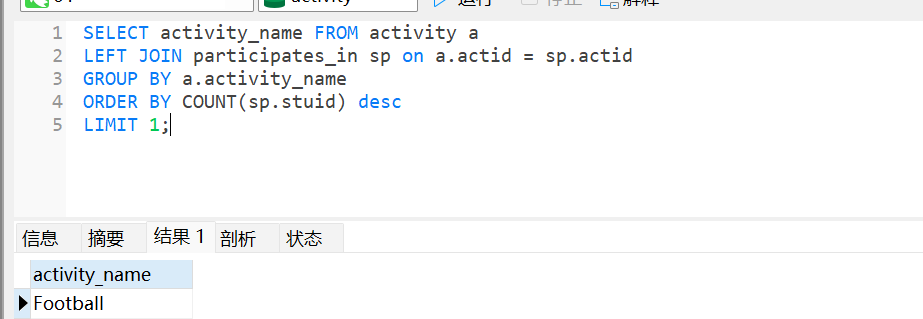 activity
运行
停止
解释
1 SELECT activity_name FROM activity a
2 LEFT JOIN participates_in sp on a.actid = sp.actid
3 GROUP BY a.activity_name
4 ORDER BY COUNT(sp.stuid) desc
5 LIMIT 1;
信息 摘要 结果 1 剖析 状态
activity_name
Football